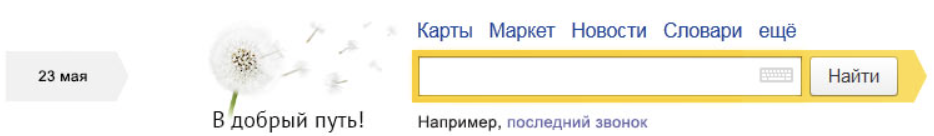 Карты Маркет Новости Словари ещё
23 мая
Найти
В добрый путь!
Например, последний звонок